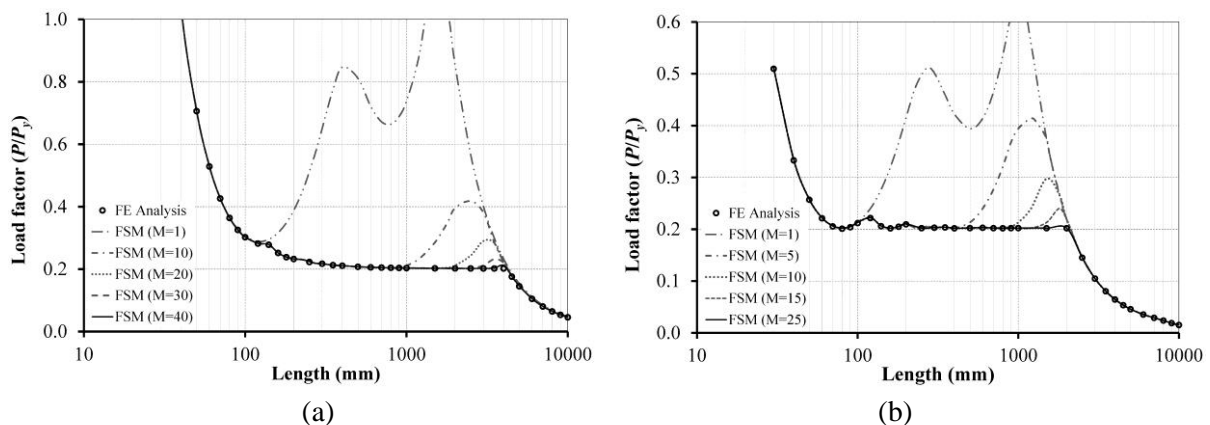 1.0
0.8
0.6
0.4
0.2
0.0
Load factor (P/Py)
FE Analysis
FSM (M=1)
FSM (M=10)
FSM (M=20)
FSM (M=30)
FSM (M=40)
10
100
1000
10000
Length (mm)
(a)
0.6
0.5
0.4
0.3
0.2
0.1
0.0
Load factor (P/Py)
FE Analysis
FSM (M=1)
FSM (M=5)
FSM (M=10)
FSM (M=15)
FSM (M=25)
10
100
1000
10000
Length (mm)
(b)